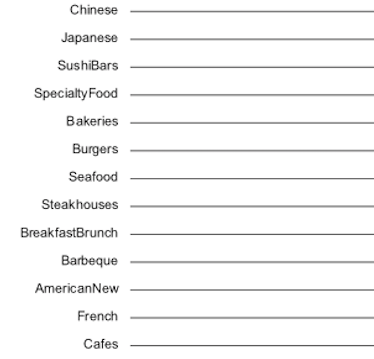 Chinese
Japanese
SushiBars
SpecialtyFood
Bakeries
Burgers
Seafood
Steakhouses
BreakfastBrunch
Barbeque
AmericanNew
French
Cafes